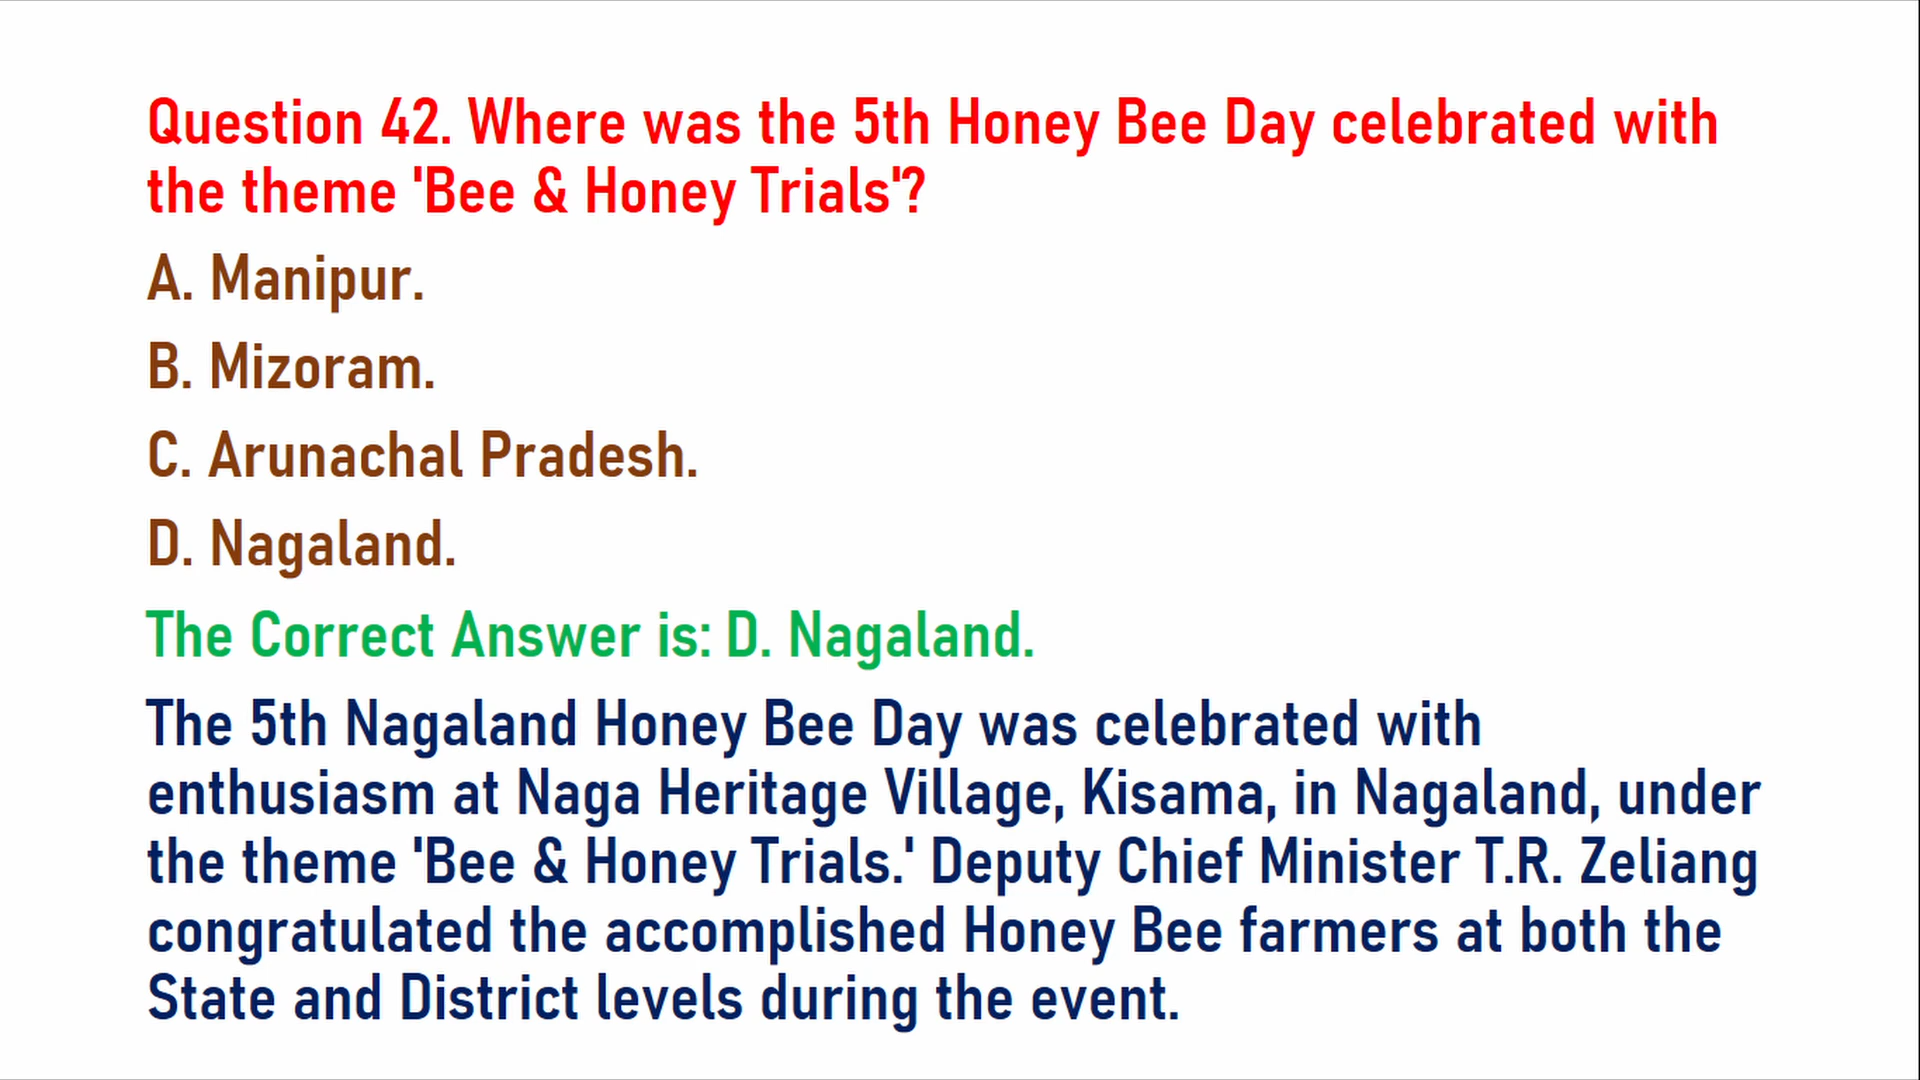 Question 42. Where was the 5th Honey Bee Day celebrated with
the theme 'Bee & Honey Trials'?
A. Manipur.
B. Mizoram.
C. Arunachal Pradesh.
D. Nagaland.
The Correct Answer is: D. Nagaland.
The 5th Nagaland Honey Bee Day was celebrated with
enthusiasm at Naga Heritage Village, Kisama, in Nagaland, under
the theme 'Bee & Honey Trials.' Deputy Chief Minister T.R. Zeliang
congratulated the accomplished Honey Bee farmers at both the
State and District levels during the event.